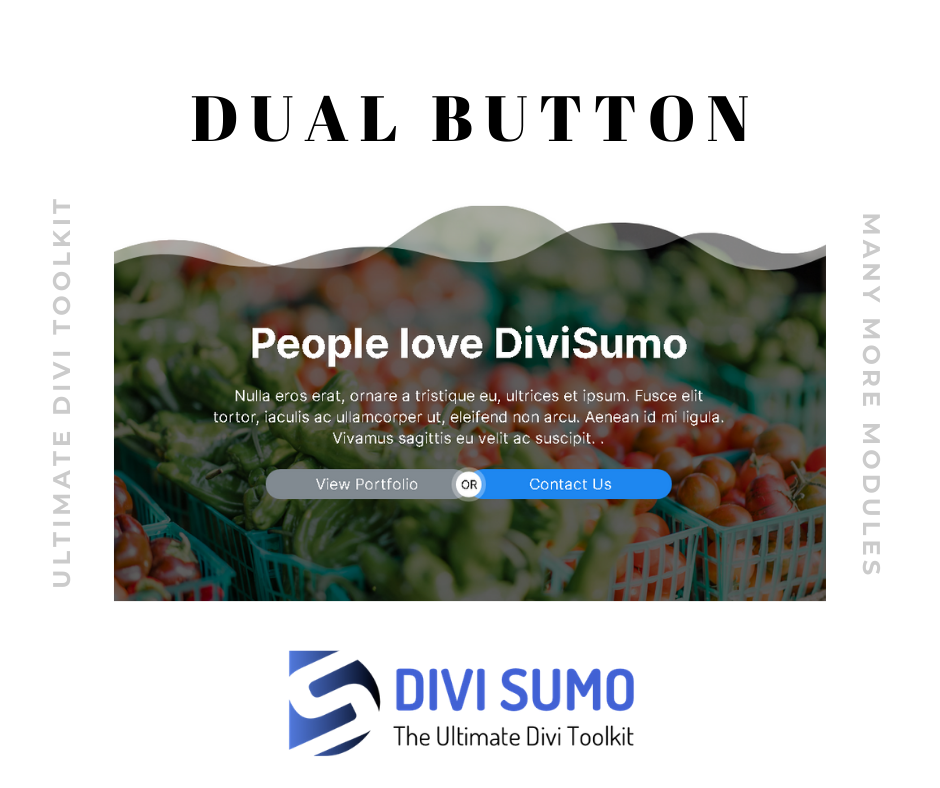 DUAL BUTTON
ULTIMATE DIVI TOOLKIT
MANY MORE MODULES
People love DiviSumo
Nulla eros erat, ornare a tristique eu, ultrices et ipsum. Fusce elit
tortor, iaculis ac ullamcorper ut, eleifend non arcu. Aenean id mi ligula.
Vivamus sagittis eu velit ac suscipit. .
View Portfolio OR Contact Us
DIVI SUMO
The Ultimate Divi Toolkit